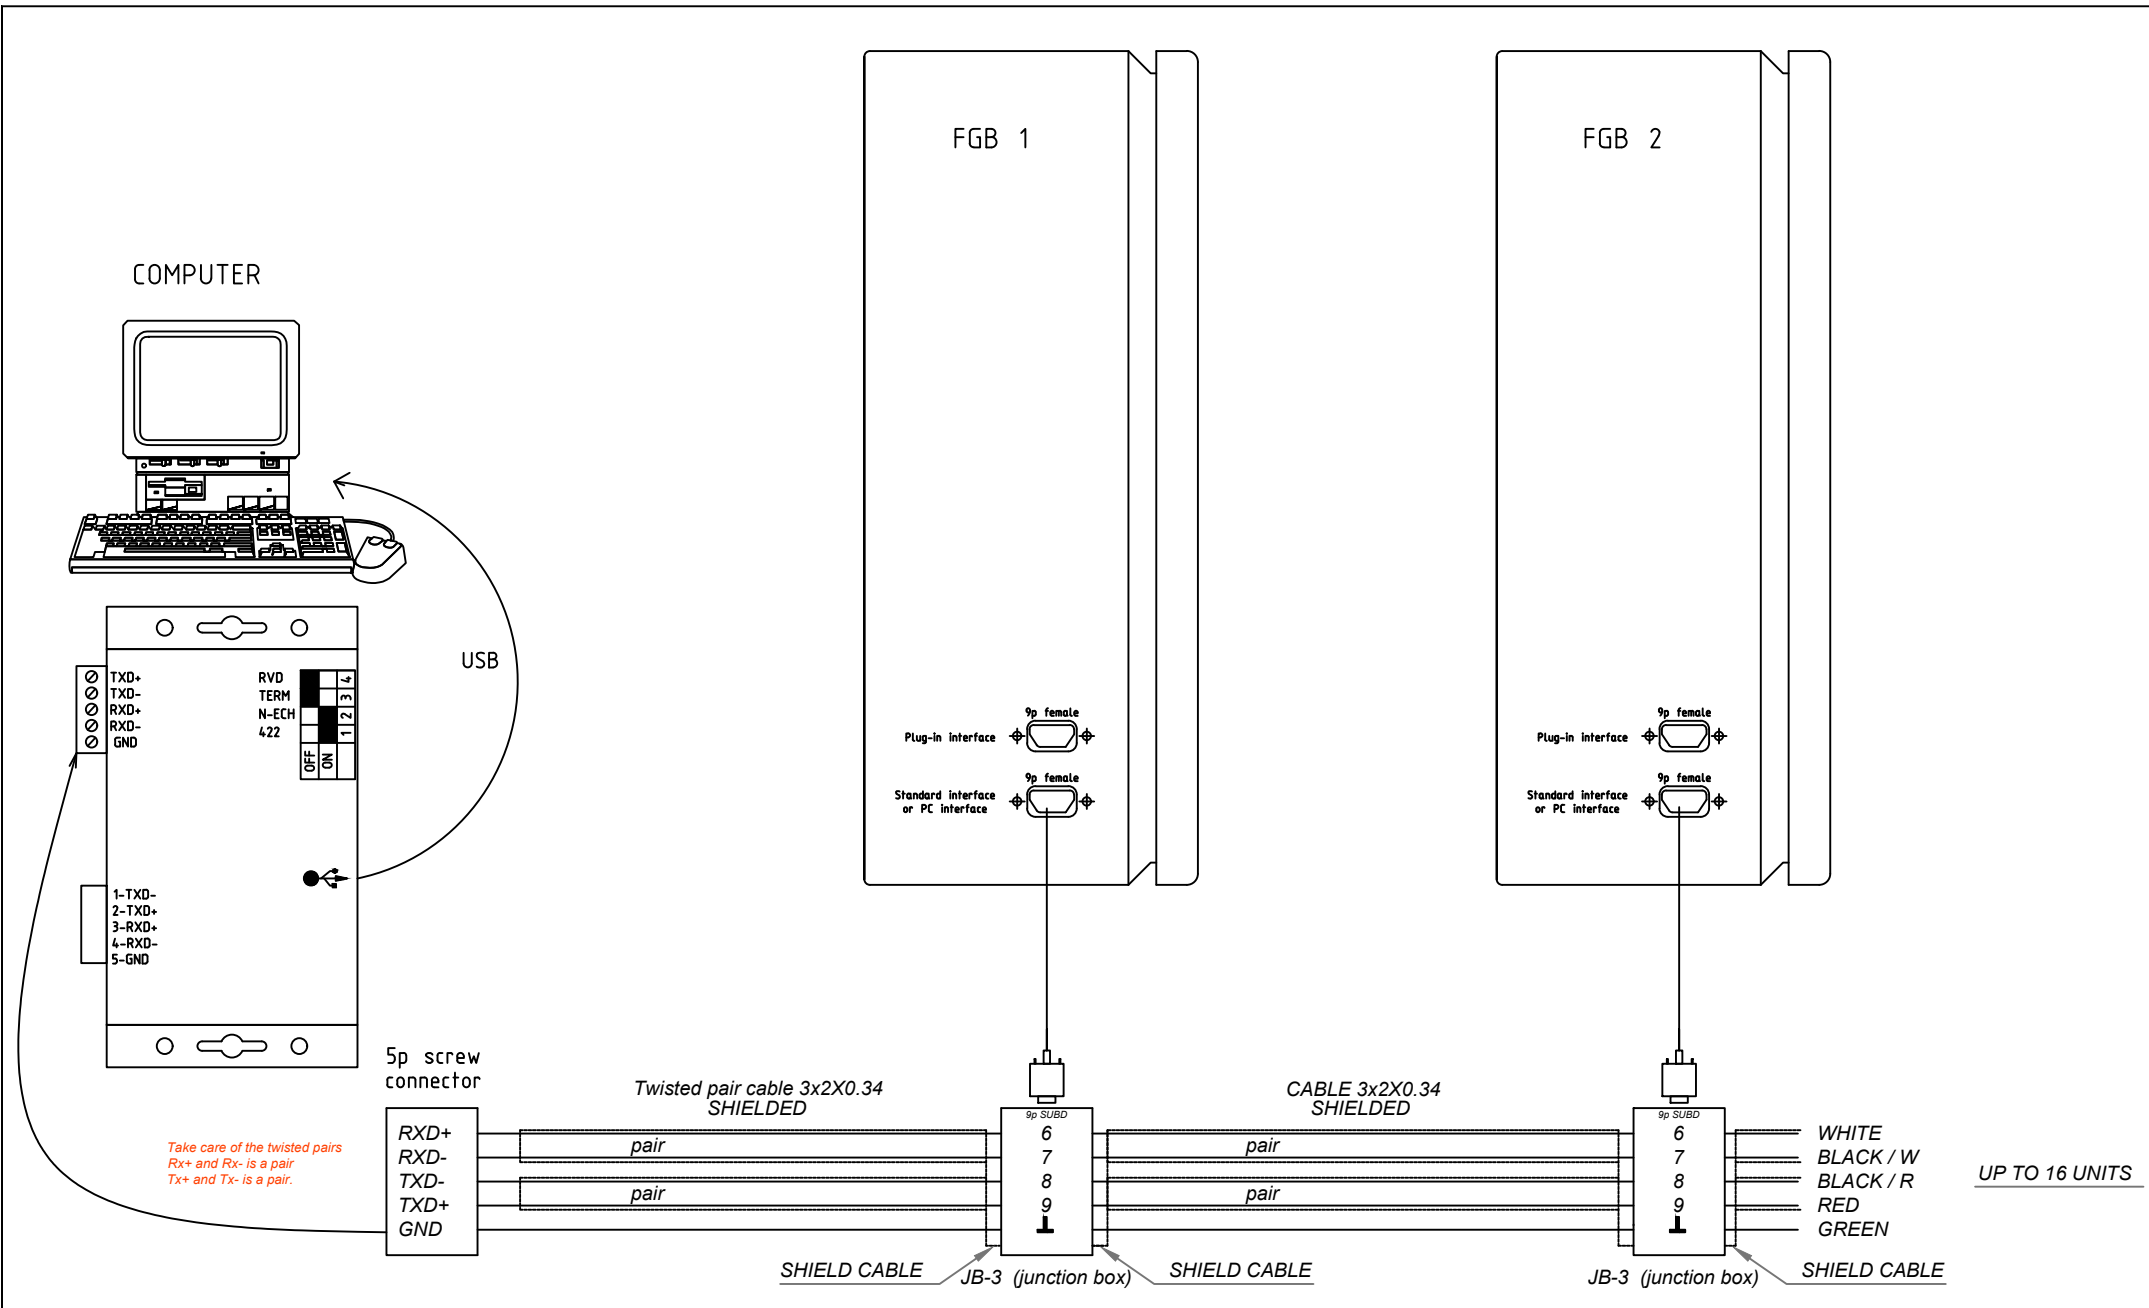 FGB 1
FGB 2
COMPUTER
USB
TXD+
TXD-
RXD+
RXD-
GND
RVD
TERM
N-ECH
422
4
3
2
1
OFF
ON
1-TXD-
2-TXD+
3-RXD+
4-RXD-
5-GND
9p female
Plug-in interface
9p female
Standard interface
or PC interface
9p female
Plug-in interface
9p female
Standard interface
or PC interface
5p screw
connector
Take care of the twisted pairs
Rx+ and Rx- is a pair
Tx+ and Tx- is a pair.
RXD+
RXD-
TXD-
TXD+
GND
Twisted pair cable 3x2X0.34
SHIELDED
pair
pair
9p SUBD
6
7
8
9
CABLE 3x2X0.34
SHIELDED
pair
pair
9p SUBD
6
7
8
9
WHITE
BLACK / W
BLACK / R
RED
GREEN
UP TO 16 UNITS
SHIELD CABLE
JB-3 (junction box)
SHIELD CABLE
JB-3 (junction box)
SHIELD CABLE